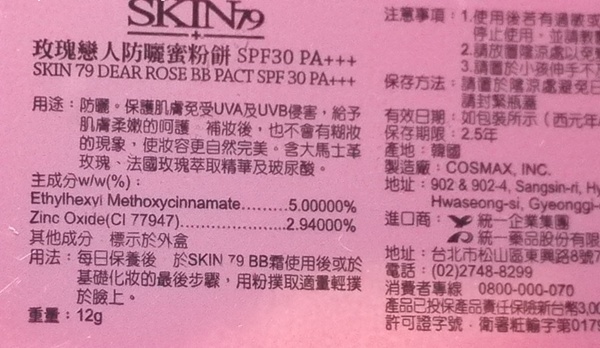 SKIN79
玫瑰戀人防曬蜜粉餅 SPF30 PA+++
SKIN 79 DEAR ROSE BB PACT SPF 30 PA+++
用途：防曬。保護肌膚免受UVA及UVB侵害，給予
肌膚柔嫩的呵護。補妝後，也不會有糊妝
的現象，使妝容更自然完美。含大馬士革
玫瑰、法國玫瑰萃取精華及玻尿酸。
主成分w/w(%)：
Ethylhexyl Methoxycinnamate..........5.00000%
Zinc Oxide(CI 77947)......................2.94000%
其他成分：標示於外盒
用法：每日保養後，於SKIN 79 BB霜使用後或於
基礎化妝的最後步驟，用粉撲取適量輕撲
於臉上。
重量：12g
注意事項：1.使用後若有過敏或
停止使用，並請教
2.請放置陰涼處以免
3.請置於小孩伸手不
保存方法：請置於陰涼處避免日
請封緊瓶蓋
有效日期：如包裝所示（西元年
保存期限：2.5年
產地：韓國
製造廠：COSMAX, INC.
地址：902 & 902-4, Sangsin-ri, Hy
Hwaseong-si, Gyeonggi-
進口商：統一企業集團
統一藥品股份有限
地址：台北市松山區東興路8號7
電話：(02)2748-8299
消費者專線 0800-000-070
產品已投保產品責任保險新台幣3,00
許可證字號：衛署粧輸字第0179